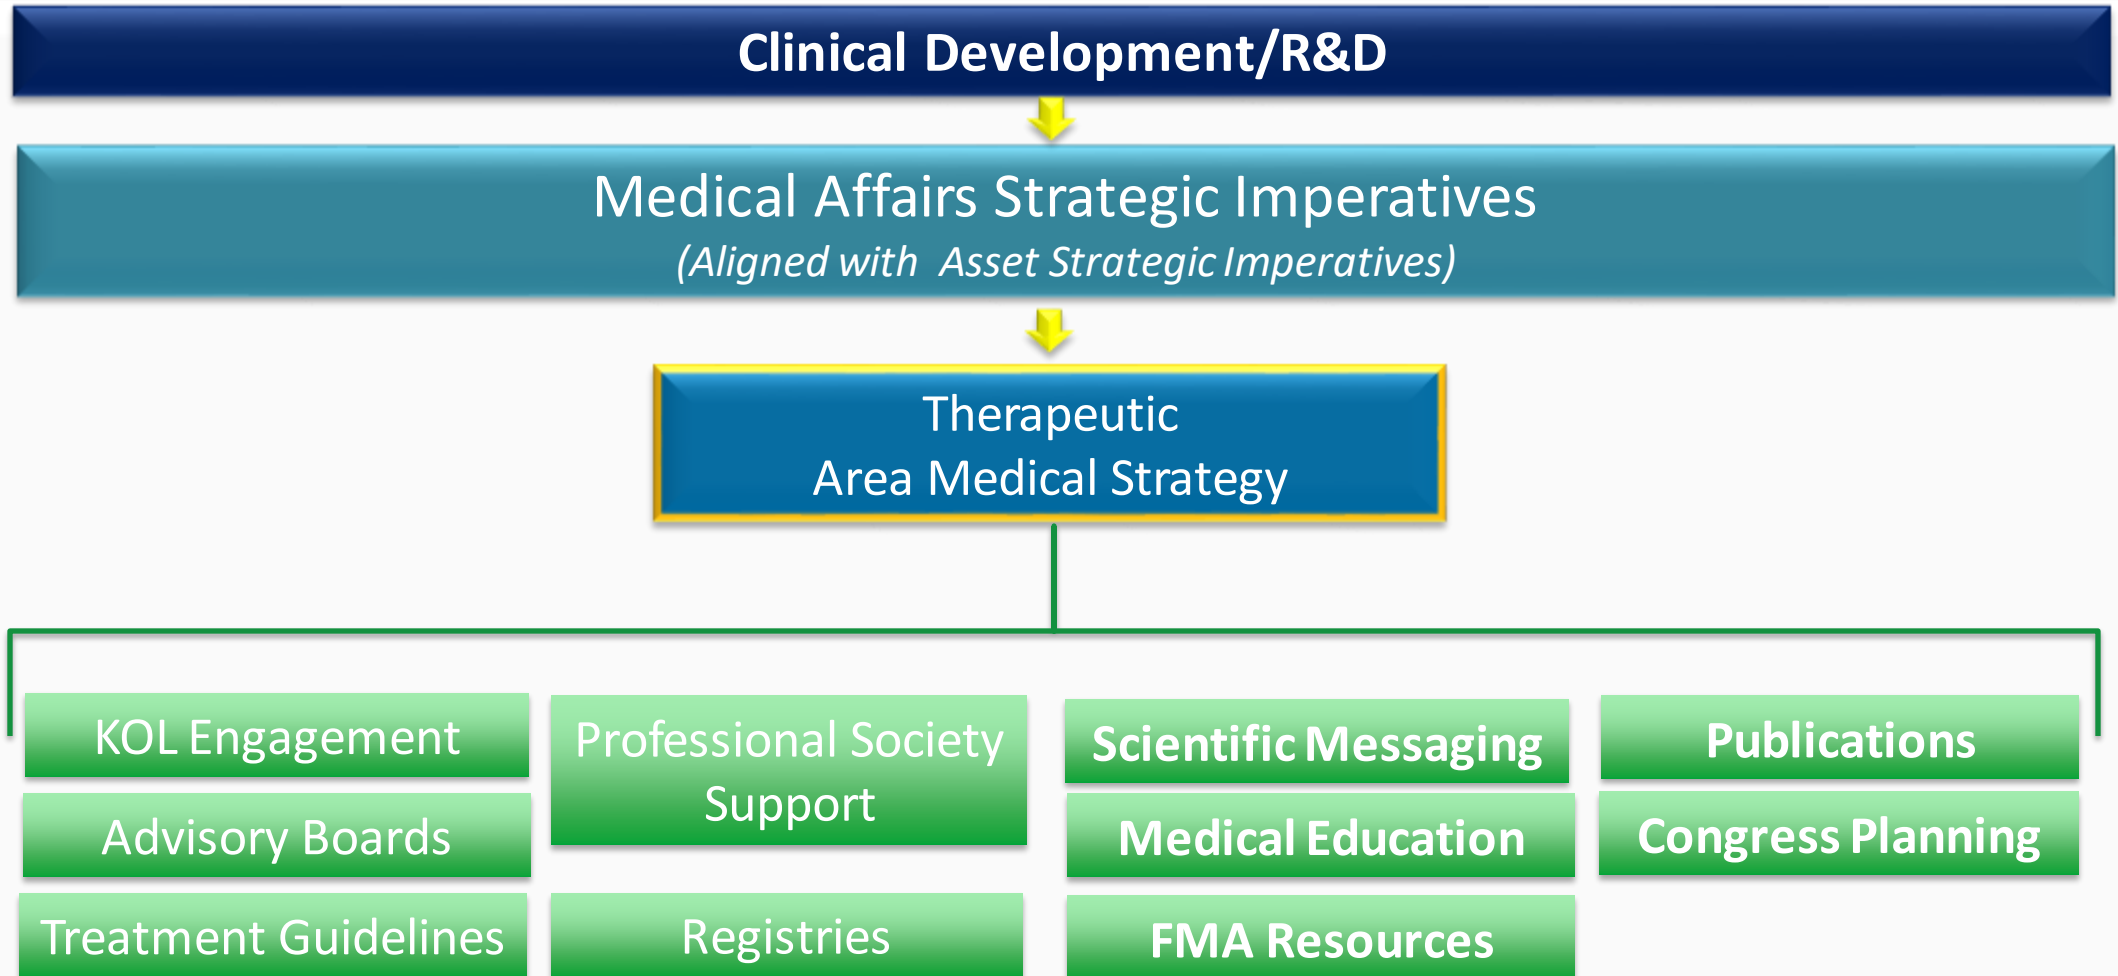 Clinical Development/R&D
Medical Affairs Strategic Imperatives
(Aligned with Asset Strategic Imperatives)
Therapeutic
Area Medical Strategy
KOL Engagement
Advisory Boards
Treatment Guidelines
Professional Society
Support
Registries
Scientific Messaging
Medical Education
FMA Resources
Publications
Congress Planning